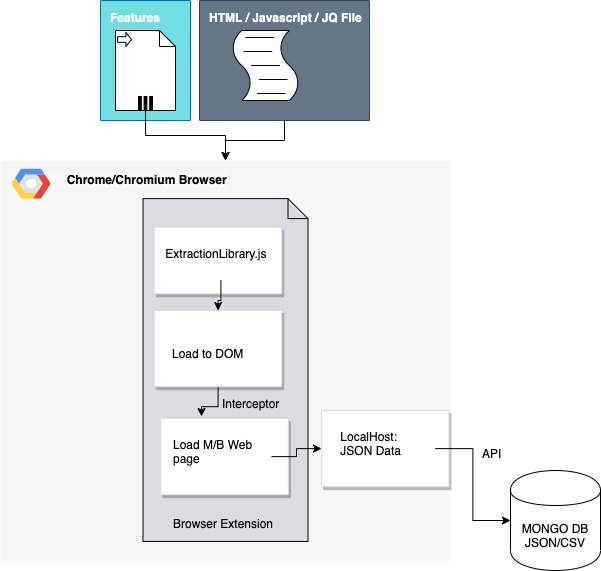 Features
HTML / Javascript / JQ File
Chrome/Chromium Browser
ExtractionLibrary.js
Load to DOM
Interceptor
Load M/B Web
page
LocalHost:
JSON Data
API
MONGO DB
JSON/CSV
Browser Extension